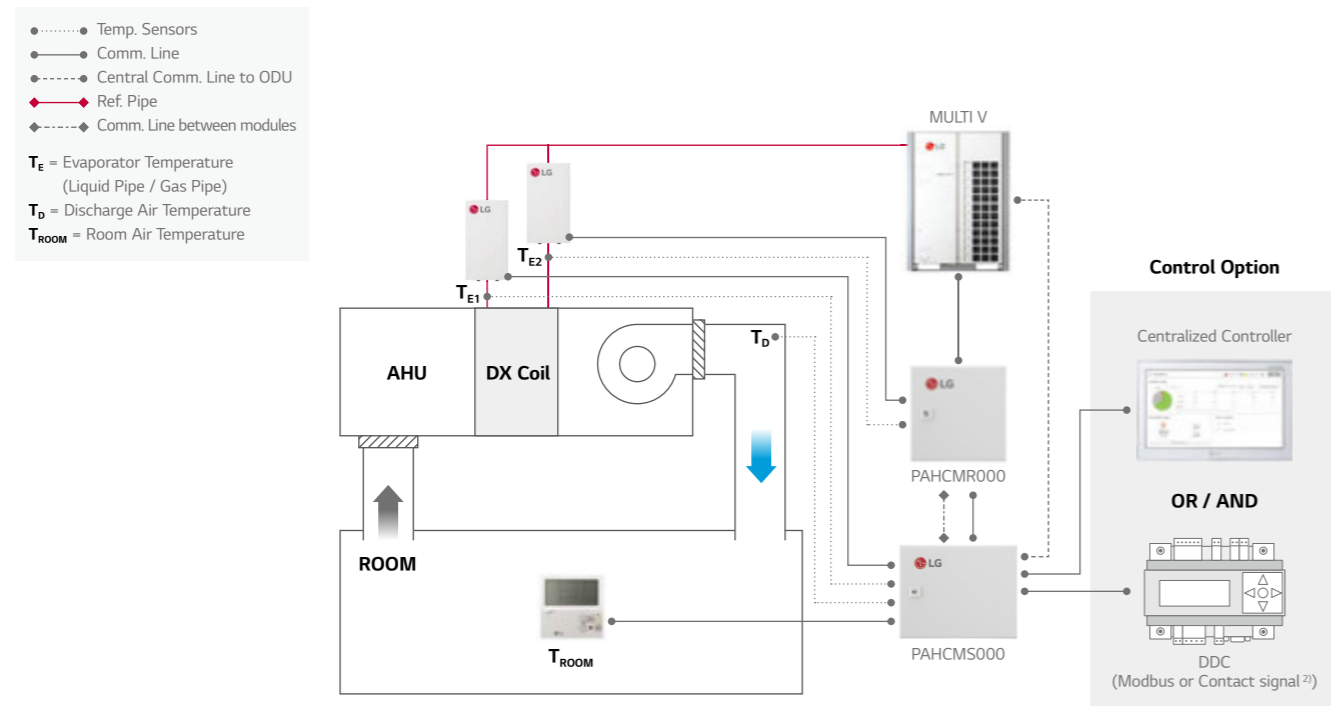 Temp. Sensors
Comm. Line
Central Comm. Line to ODU
Ref. Pipe
Comm. Line between modules
TE = Evaporator Temperature
(Liquid Pipe / Gas Pipe)
TD = Discharge Air Temperature
TROOM = Room Air Temperature
MULTI V
LG
LG
LG
TE2
TE1
TD
AHU
DX Coil
LG
PAHCMR000
ROOM
TROOM
LG
PAHCMS000
Control Option
Centralized Controller
OR / AND
DDC
(Modbus or Contact signal 2))